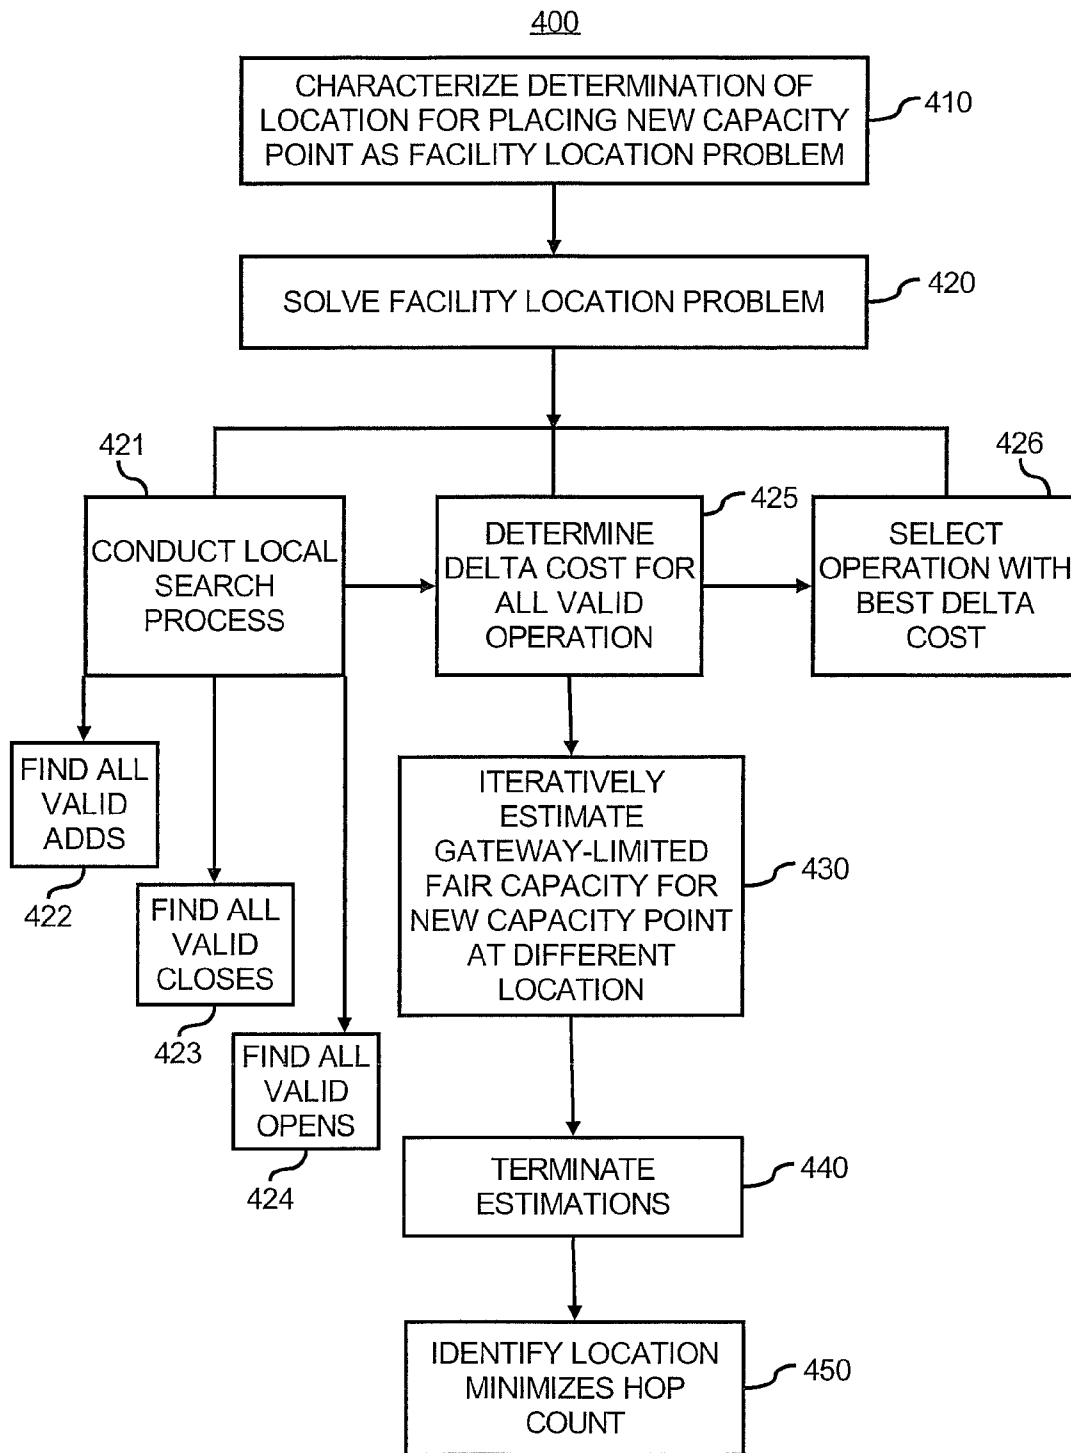 400
CHARACTERIZE DETERMINATION OF
LOCATION FOR PLACING NEW CAPACITY
POINT AS FACILITY LOCATION PROBLEM
410
SOLVE FACILITY LOCATION PROBLEM
420
421
CONDUCT LOCAL
SEARCH
PROCESS
425
DETERMINE
DELTA COST FOR
ALL VALID
OPERATION
426
SELECT
OPERATION WITH
BEST DELTA
COST
FIND ALL
VALID
ADDS
422
FIND ALL
VALID
CLOSES
423
FIND ALL
VALID
OPENS
424
ITERATIVELY
ESTIMATE
GATEWAY-LIMITED
FAIR CAPACITY FOR
NEW CAPACITY POINT
AT DIFFERENT
LOCATION
430
TERMINATE
ESTIMATIONS
440
IDENTIFY LOCATION
MINIMIZES HOP
COUNT
450